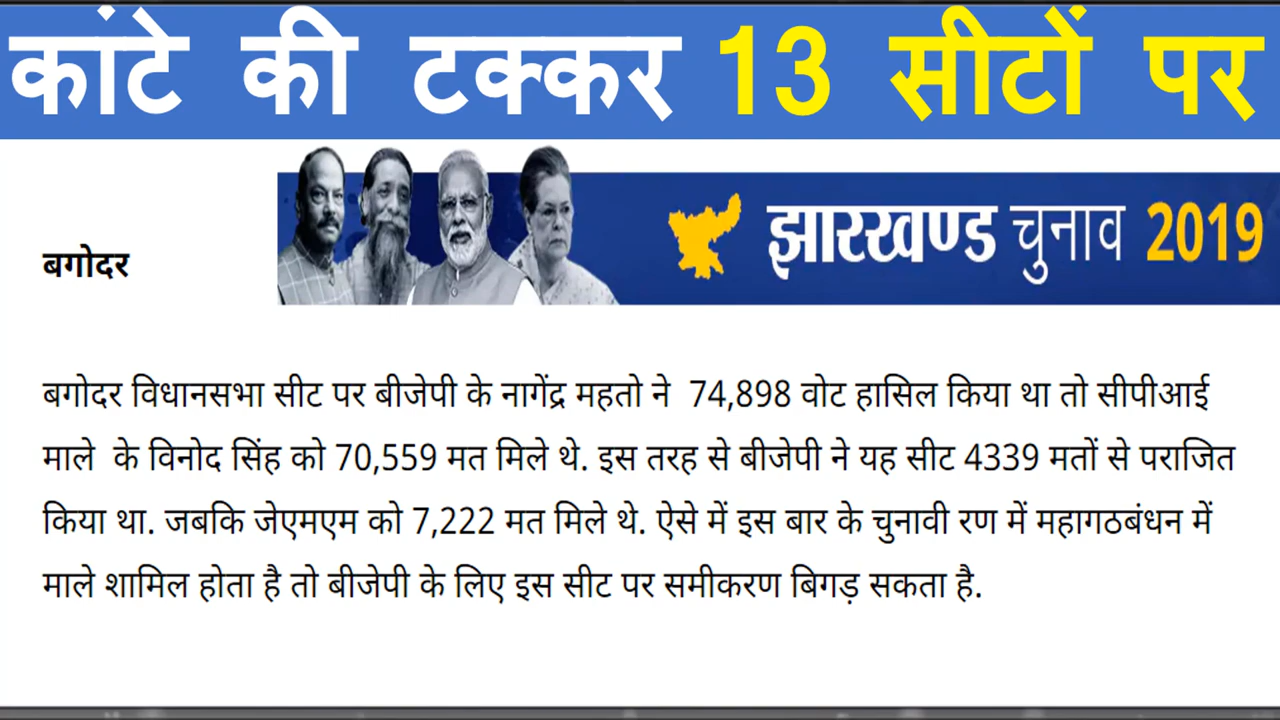 कांटे की टक्कर 13 सीटों पर
झारखण्ड चुनाव 2019
बगोदर
बगोदर विधानसभा सीट पर बीजेपी के नागेंद्र महतो ने 74,898 वोट हासिल किया था तो सीपीआई
माले के विनोद सिंह को 70,559 मत मिले थे. इस तरह से बीजेपी ने यह सीट 4339 मतों से पराजित
किया था. जबकि जेएमएम को 7,222 मत मिले थे. ऐसे में इस बार के चुनावी रण में महागठबंधन में
माले शामिल होता है तो बीजेपी के लिए इस सीट पर समीकरण बिगड़ सकता है.